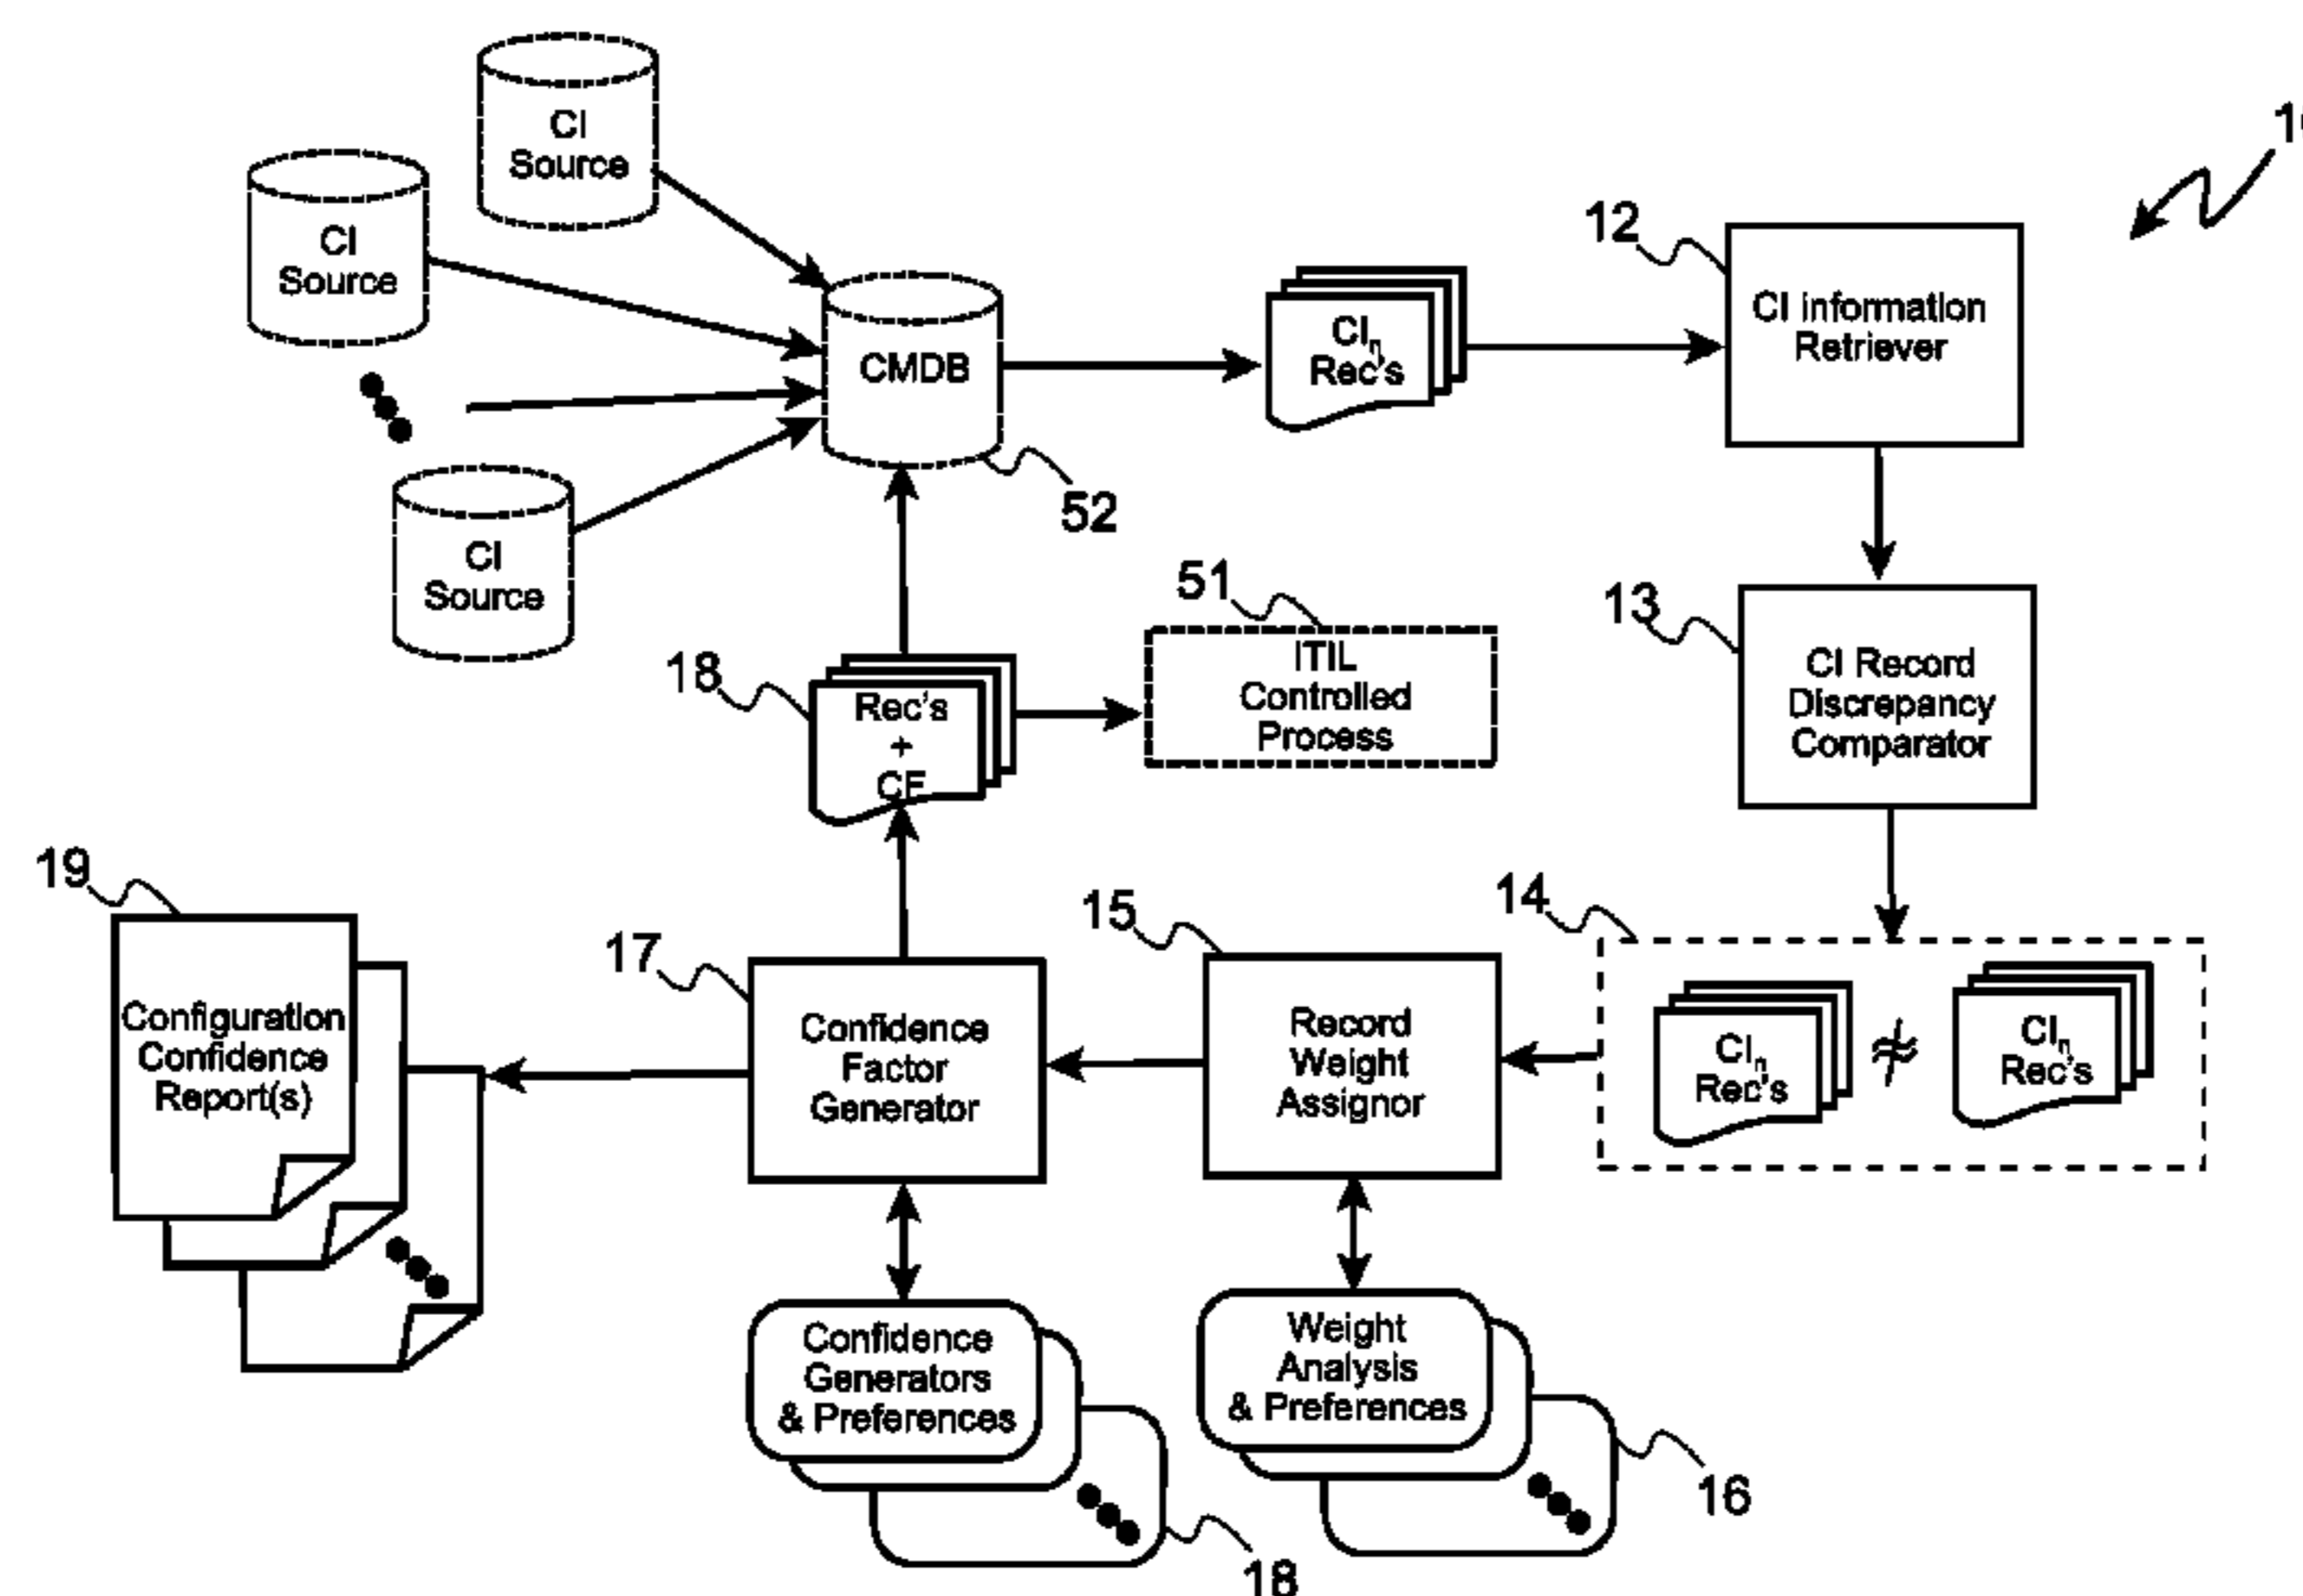 CI
Source
CI
Source
CI
Source
CMDB
52
CIn
Rec's
12
CI information
Retriever
13
CI Record
Discrepancy
Comparator
51
ITIL
Controlled
Process
18
Rec's
+
CF
19
Configuration
Confidence
Report(s)
17
Confidence
Factor
Generator
15
Record
Weight
Assignor
14
CIn
Rec's
CIn
Rec's
Confidence
Generators
& Preferences
18
Weight
Analysis
& Preferences
16